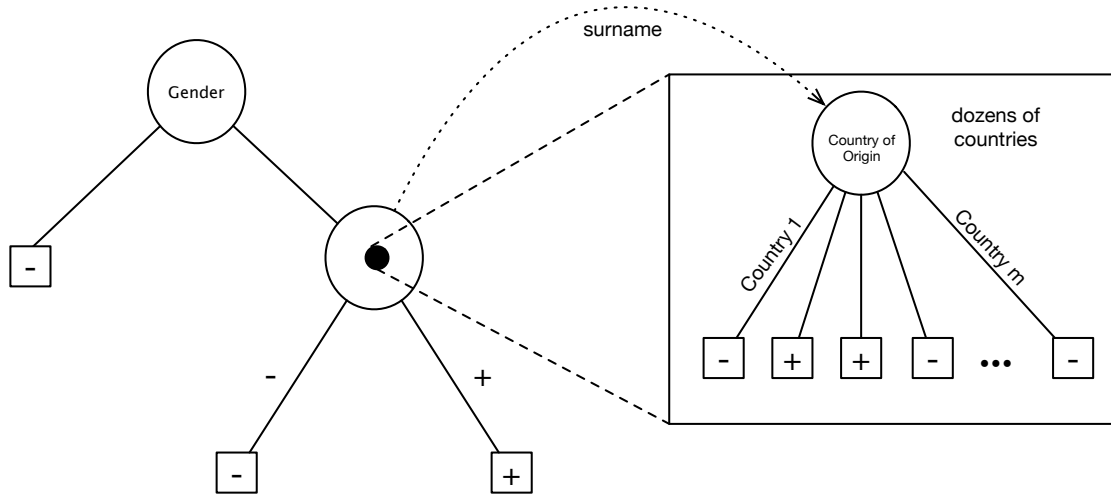 surname
Gender
dozens of
countries
Country of
Origin
Country 1
Country m
-
-
+
+
-
...
-
-
+
-
+